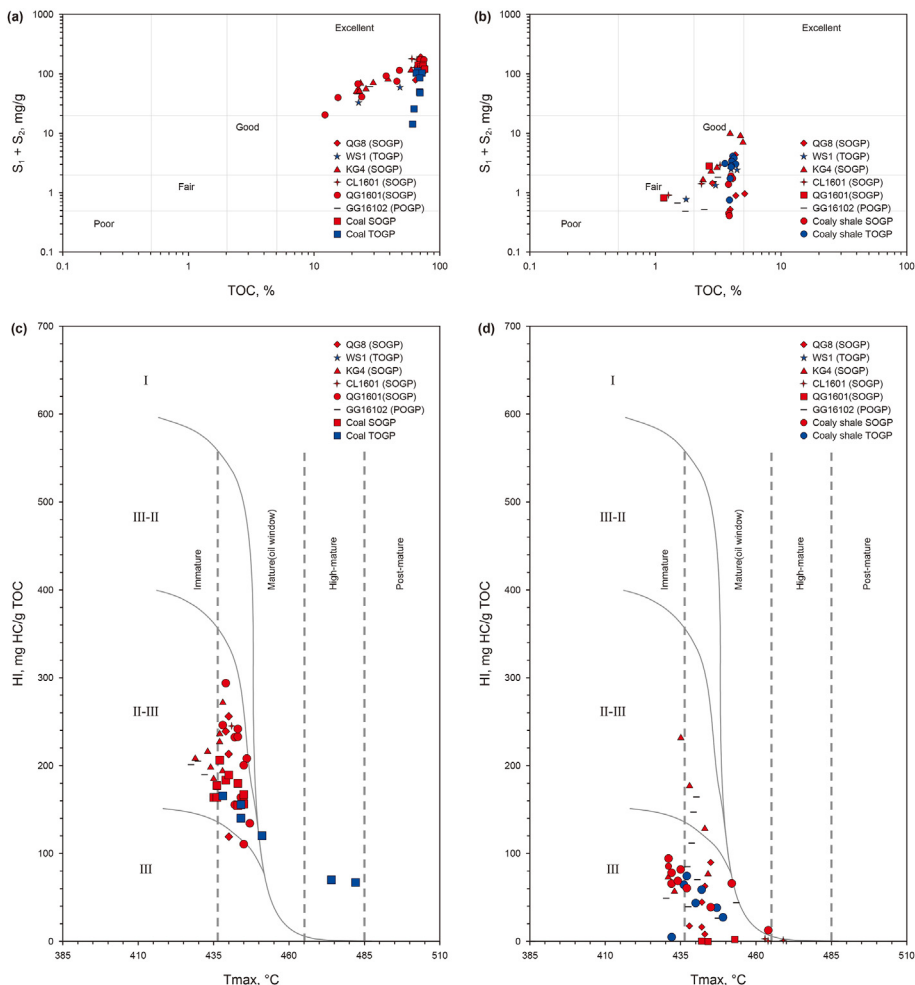 (a)
1000
100
10
1
0.1
S₁ + S₂, mg/g
Excellent
Good
Fair
Poor
QG8 (SOGP)
WS1 (TOGP)
KG4 (SOGP)
CL1601 (SOGP)
QG1601(SOGP)
GG16102 (POGP)
Coal SOGP
Coal TOGP
0.1 1 10 100
TOC, %
(b)
1000
100
10
1
0.1
S₁ + S₂, mg/g
Excellent
Good
Fair
Poor
QG8 (SOGP)
WS1 (TOGP)
KG4 (SOGP)
CL1601 (SOGP)
QG1601(SOGP)
GG16102 (POGP)
Coaly shale SOGP
Coaly shale TOGP
0.1 1 10 100
TOC, %
(c)
700
600
500
400
300
200
100
0
HI, mg HC/g TOC
I
III-II
II-III
III
Immature
Mature(oil window)
High-mature
Post-mature
QG8 (SOGP)
WS1 (TOGP)
KG4 (SOGP)
CL1601 (SOGP)
QG1601(SOGP)
GG16102 (POGP)
Coal SOGP
Coal TOGP
385 435 460 485 510
Tmax, °C
(d)
700
600
500
400
300
200
100
0
HI, mg HC/g TOC
I
III-II
II-III
III
Immature
Mature(oil window)
High-mature
Post-mature
QG8 (SOGP)
WS1 (TOGP)
KG4 (SOGP)
CL1601 (SOGP)
QG1601(SOGP)
GG16102 (POGP)
Coaly shale SOGP
Coaly shale TOGP
385 435 460 485 510
Tmax, °C